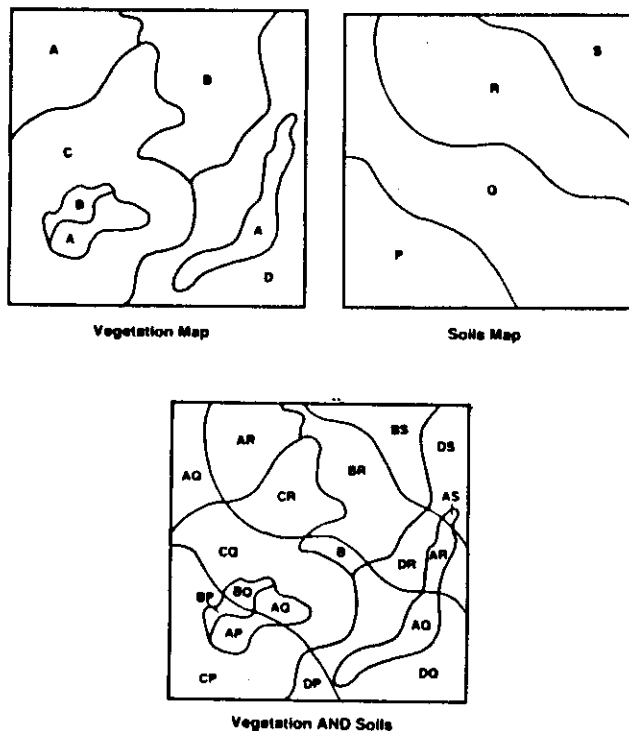 A
B
C
B
A
A
D
Vegetation Map
S
R
Q
P
Soils Map
BS
AR
DS
BR
AQ
CR
AS
CQ
B
DR
AR
BP
BQ
AQ
AQ
AP
CP
DP
DQ
Vegetation AND Soils